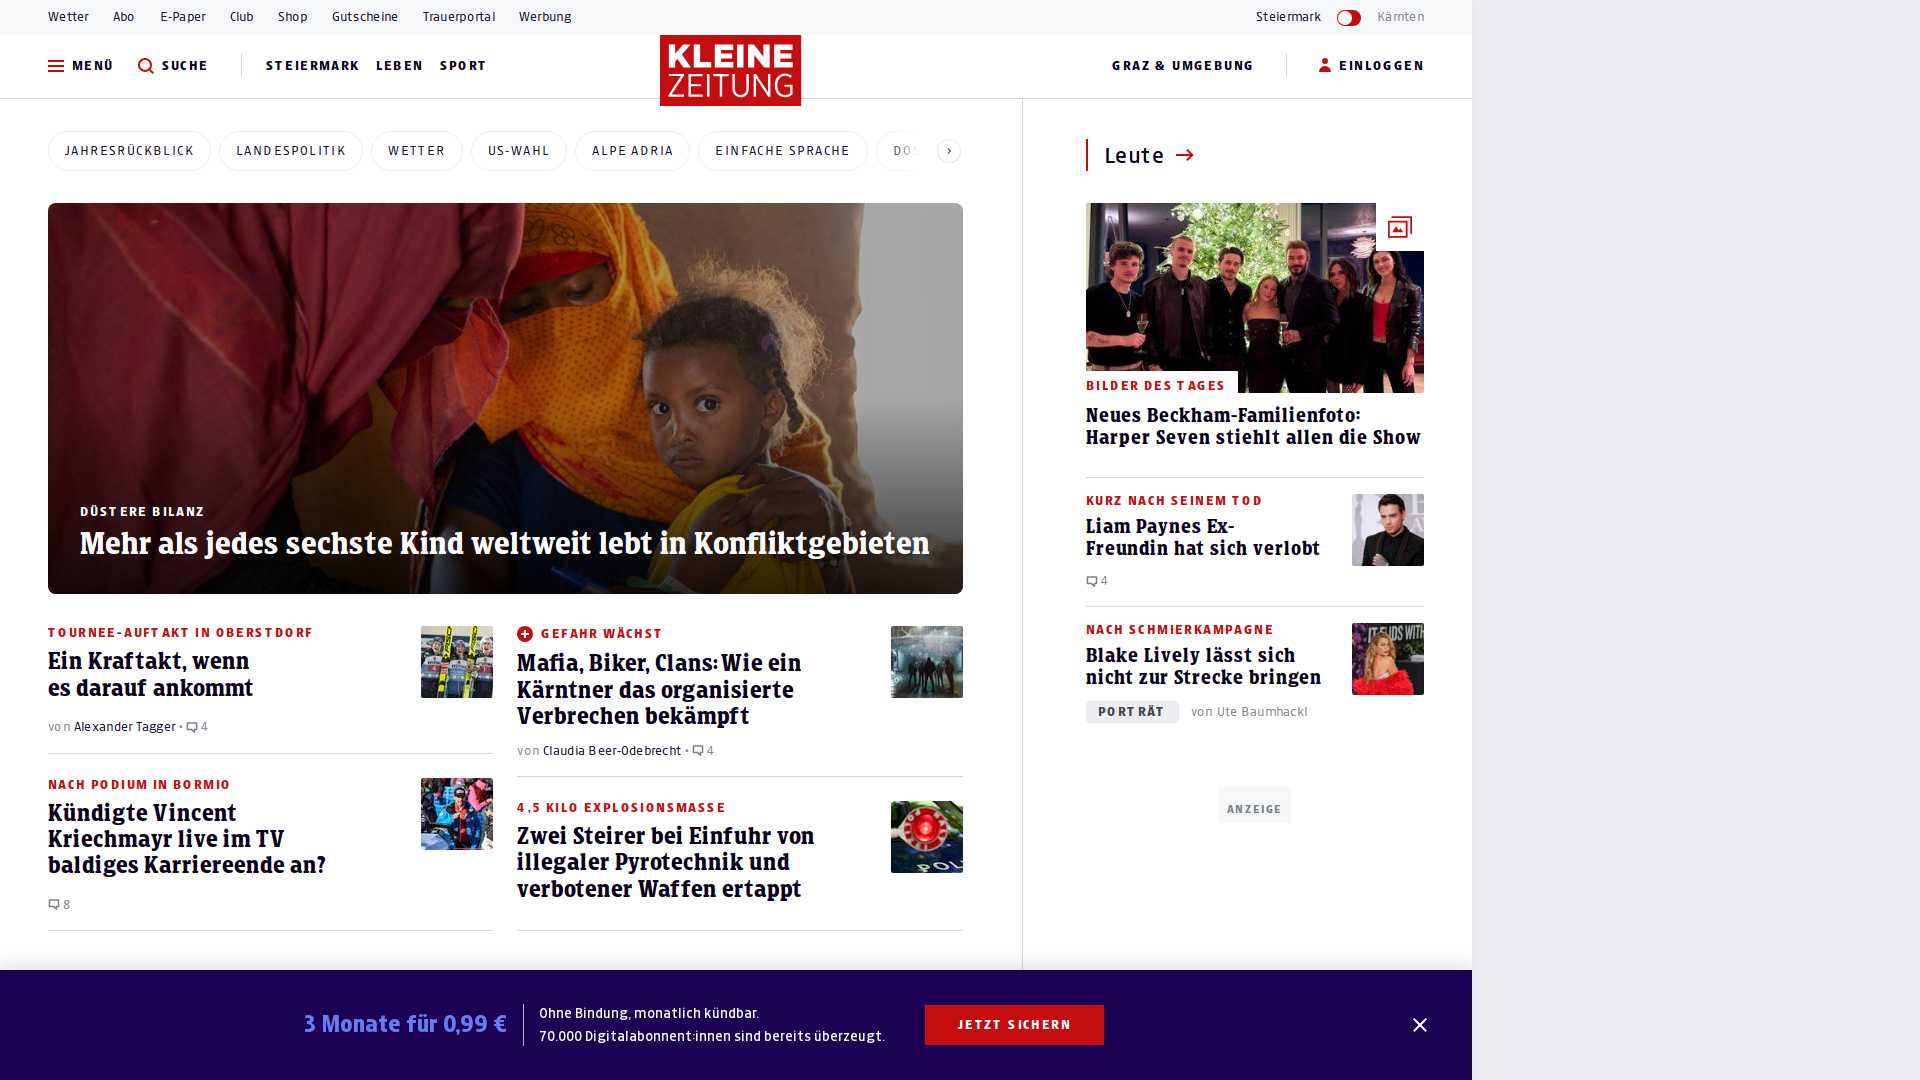 Wetter Abo E-Paper Club Shop Gutscheine Trauerportal Werbung Steiermark Kärnten
MENÜ SUCHE STEIERMARK LEBEN SPORT KLEINE ZEITUNG GRAZ & UMGEBUNG EINLOGGEN
JAHRESRÜCKBLICK LANDESPOLITIK WETTER US-WAHL ALPE ADRIA EINFACHE SPRACHE
DÜSTERE BILANZ
Mehr als jedes sechste Kind weltweit lebt in Konfliktgebieten
TOURNEE-AUFTAKT IN OBERSTDORF
Ein Kraftakt, wenn
es darauf ankommt
von Alexander Tagger • 4
NACH PODIUM IN BORMIO
Kündigte Vincent
Kriechmayr live im TV
baldiges Karriereende an?
8
GEFAHR WÄCHST
Mafia, Biker, Clans: Wie ein
Kärntner das organisierte
Verbrechen bekämpft
von Claudia Beer-Odebrecht • 4
4,5 KILO EXPLOSIONSMASSE
Zwei Steirer bei Einfuhr von
illegaler Pyrotechnik und
verbotener Waffen ertappt
Leute
BILDER DES TAGES
Neues Beckham-Familienfoto:
Harper Seven stiehlt allen die Show
KURZ NACH SEINEM TOD
Liam Paynes Ex-
Freundin hat sich verlobt
4
NACH SCHMIERKAMPAGNE
Blake Lively lässt sich
nicht zur Strecke bringen
PORTRÄT von Ute Baumhackl
ANZEIGE
3 Monate für 0,99 €
Ohne Bindung, monatlich kündbar.
70.000 Digitalabonnent:innen sind bereits überzeugt.
JETZT SICHERN